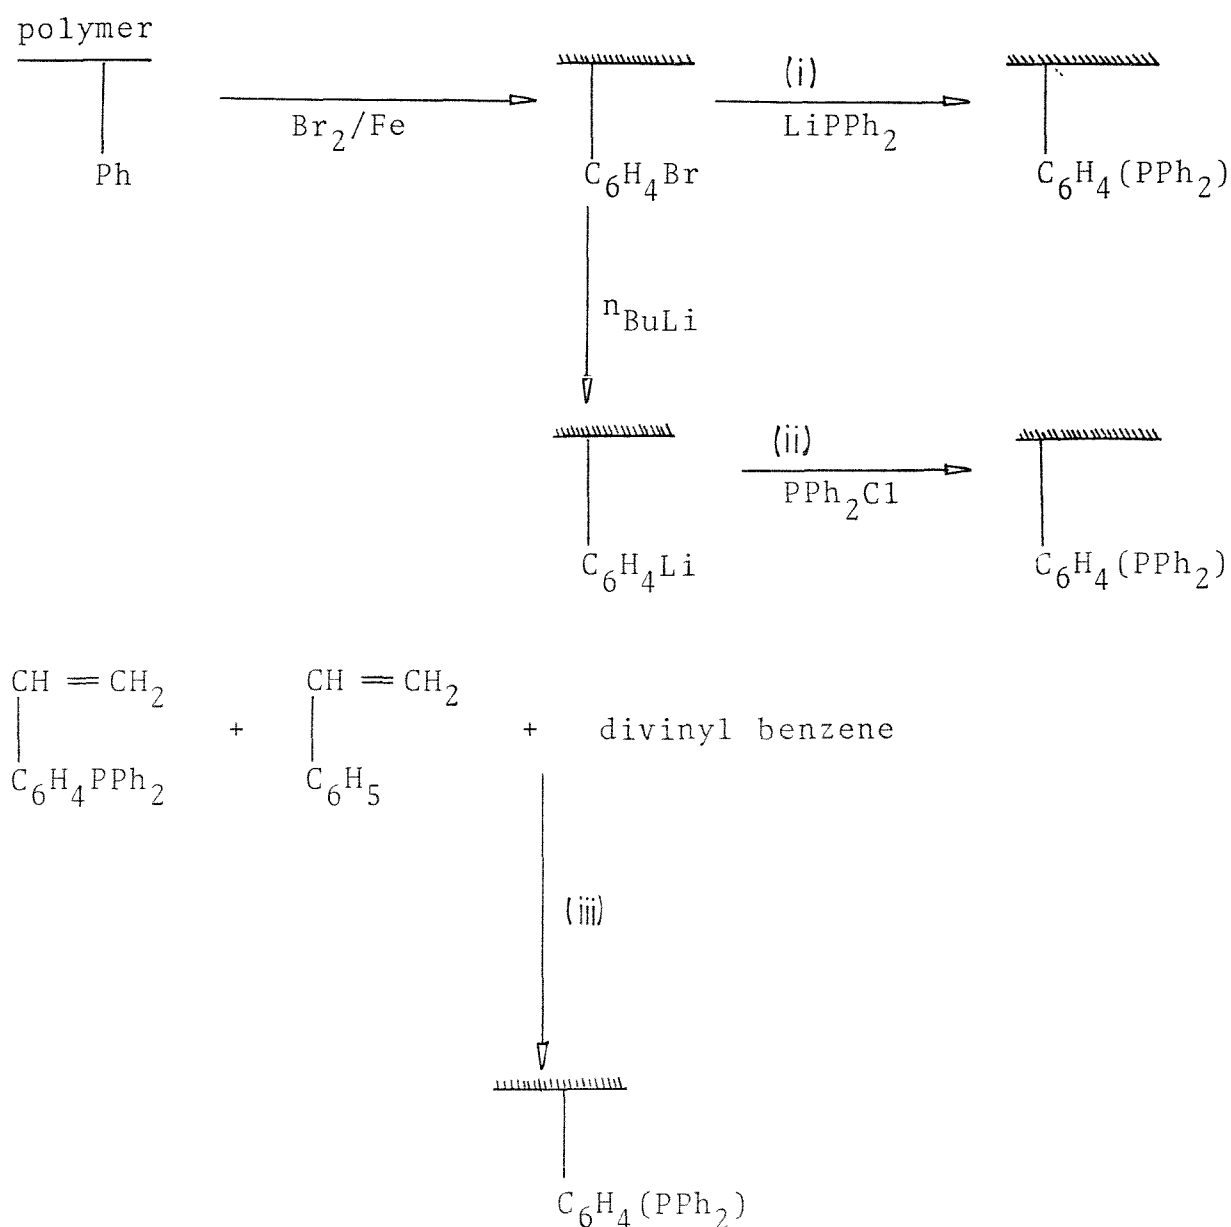 polymer
Ph
Br2/Fe
C6H4Br
(i)
LiPPh2
C6H4(PPh2)
nBuLi
C6H4Li
(ii)
PPh2Cl
C6H4(PPh2)
CH=CH2
C6H4PPh2
+
CH=CH2
C6H5
+
divinyl benzene
(iii)
C6H4(PPh2)